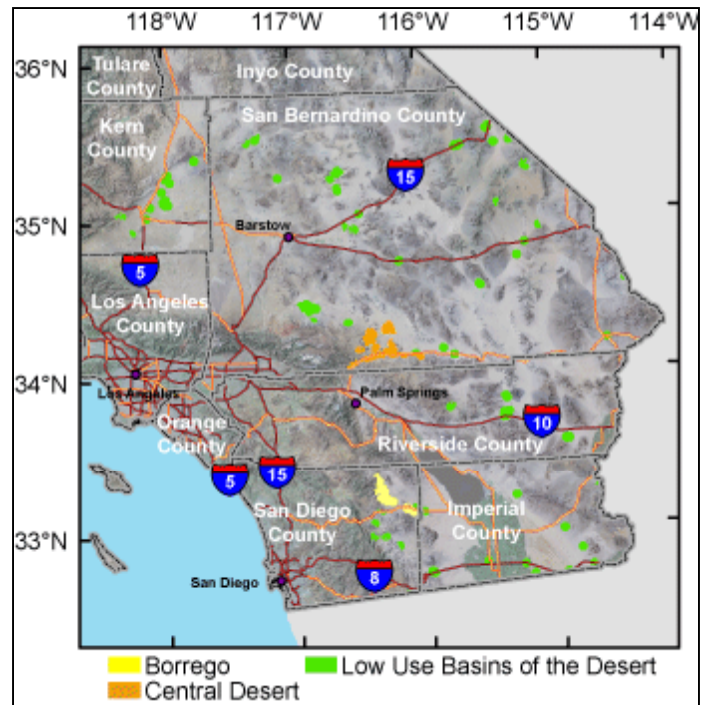 118°W 117°W 116°W 115°W 114°W
36°N
Tulare
County
Inyo County
San Bernardino County
Kern
County
15
35°N
Barstow
5
Los Angeles
County
34°N
Los Angeles
Palm Springs
Orange
County
10
Riverside County
5
15
San Diego
County
Imperial
County
33°N
San Diego
8
Borrego
Low Use Basins of the Desert
Central Desert